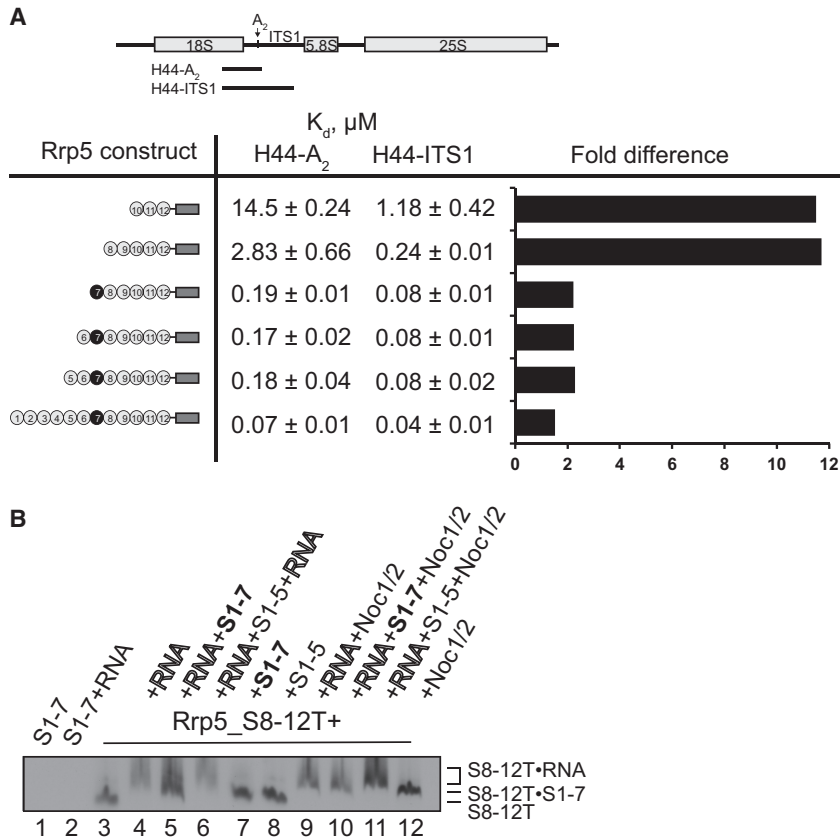 A
A2
ITS1
18S
5.8S
25S
H44-A2
H44-ITS1
Kd, µM
Rrp5 construct
H44-A2
H44-ITS1
Fold difference
10 11 12
14.5 ± 0.24
1.18 ± 0.42
8 9 10 11 12
2.83 ± 0.66
0.24 ± 0.01
7 8 9 10 11 12
0.19 ± 0.01
0.08 ± 0.01
6 7 8 9 10 11 12
0.17 ± 0.02
0.08 ± 0.01
5 6 7 8 9 10 11 12
0.18 ± 0.04
0.08 ± 0.02
1 2 3 4 5 6 7 8 9 10 11 12
0.07 ± 0.01
0.04 ± 0.01
0 2 4 6 8 10 12
B
S1-7
S1-7+RNA
+RNA
+RNA+S1-7
+RNA+S1-5+RNA
+S1-7
+S1-5
+RNA+Noc1/2
+RNA+S1-7+Noc1/2
+RNA+S1-5+Noc1/2
+Noc1/2
Rrp5_S8-12T+
S8-12T•RNA
S8-12T•S1-7
S8-12T
1 2 3 4 5 6 7 8 9 10 11 12